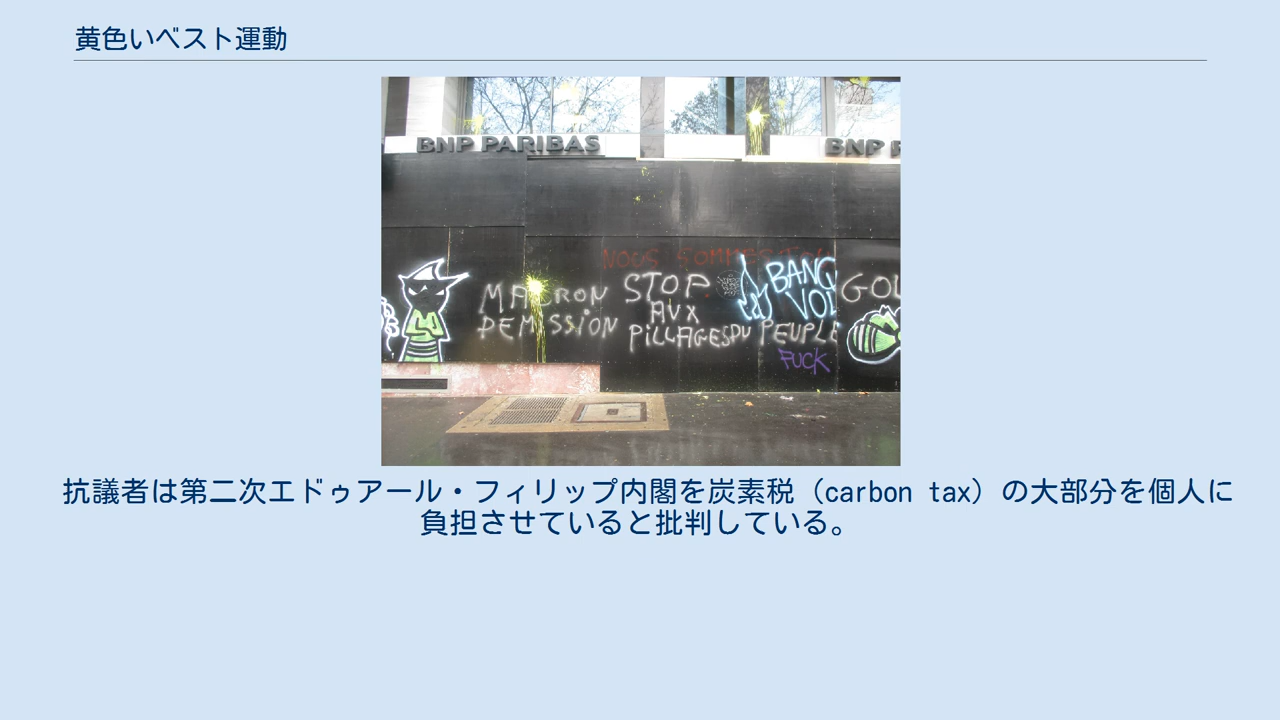 黄色いベスト運動
BNP PARIBAS
BNP
NOUS SOMMES
MACRON
DEMISSION
STOP
AUX
PILLAGES DU PEUPLE
BANQ
VOL
GOL
FUCK
抗議者は第二次エドゥアール・フィリップ内閣を炭素税（carbon tax）の大部分を個人に
負担させていると批判している。